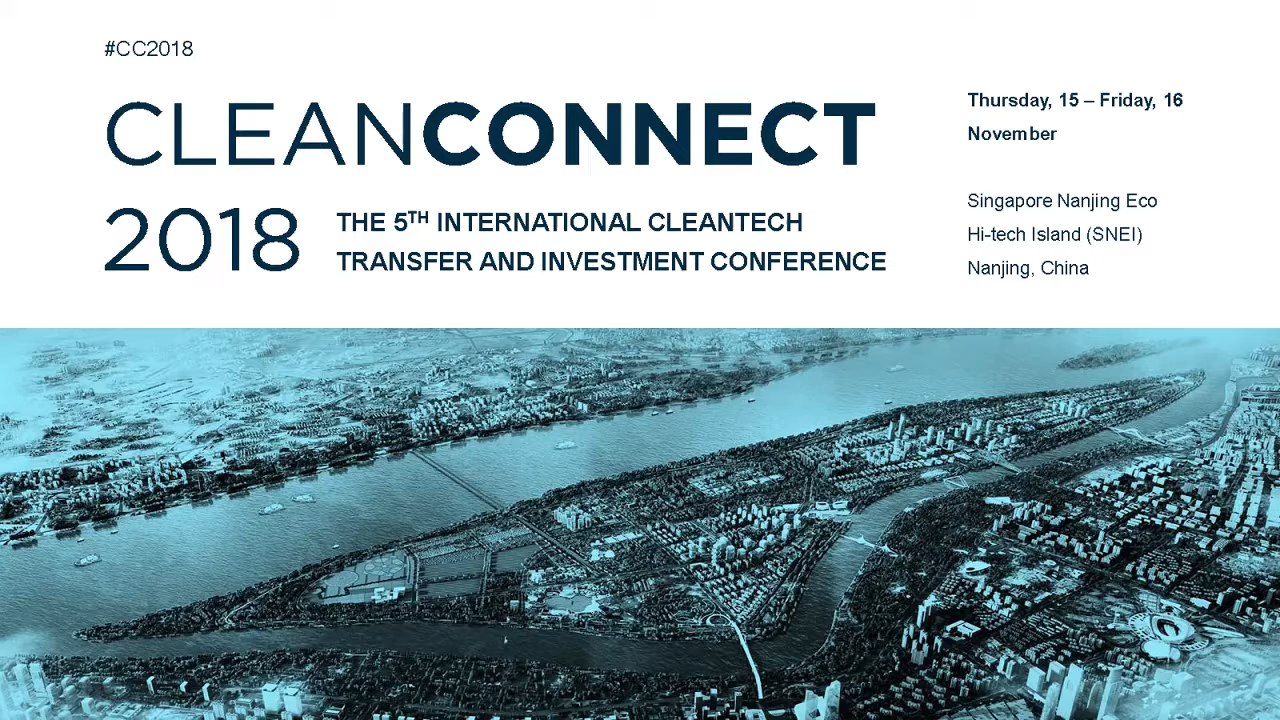 #CC2018
CLEANCONNECT
2018
THE 5TH INTERNATIONAL CLEANTECH
TRANSFER AND INVESTMENT CONFERENCE
Thursday, 15 – Friday, 16
November
Singapore Nanjing Eco
Hi-tech Island (SNEI)
Nanjing, China